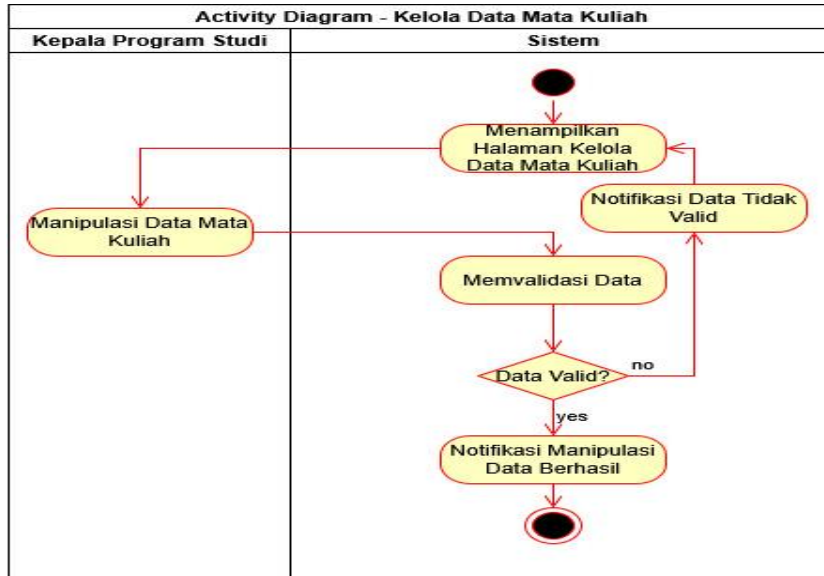 Activity Diagram - Kelola Data Mata Kuliah
Kepala Program Studi
Sistem
Menampilkan
Halaman Kelola
Data Mata Kuliah
Notifikasi Data Tidak
Valid
Manipulasi Data Mata
Kuliah
Memvalidasi Data
Data Valid?
no
yes
Notifikasi Manipulasi
Data Berhasil